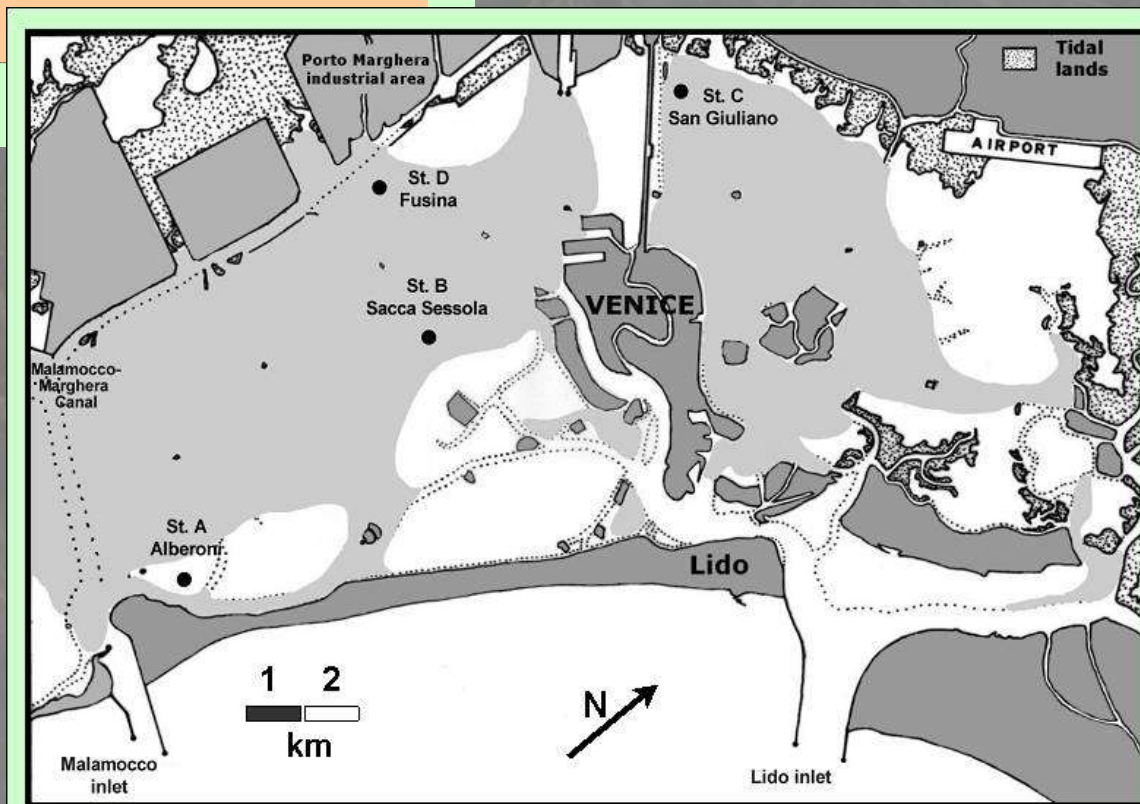 Porto Marghera
industrial area
Tidal
lands
St. C
San Giuliano
AIRPORT
St. D
Fusina
St. B
Sacca Sessola
VENICE
Malamocco-
Marghera
Canal
St. A
Alberoni
Lido
1 2
km
N
Malamocco
inlet
Lido inlet